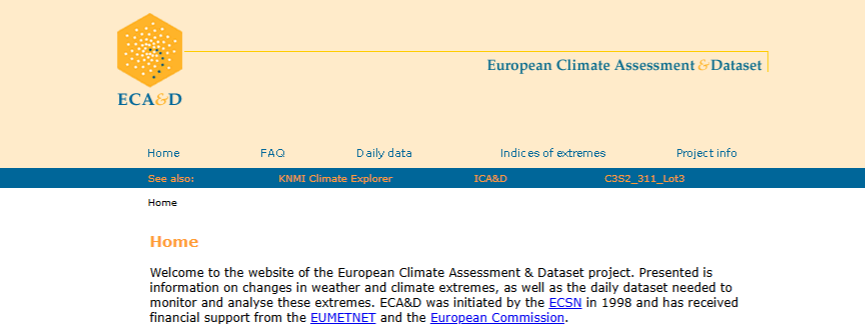 European Climate Assessment & Dataset
ECA&D
Home FAQ Daily data Indices of extremes Project info
See also: KNMI Climate Explorer ICA&D C3S2_311_Lot3
Home
Home
Welcome to the website of the European Climate Assessment & Dataset project. Presented is
information on changes in weather and climate extremes, as well as the daily dataset needed to
monitor and analyse these extremes. ECA&D was initiated by the ECSN in 1998 and has received
financial support from the EUMETNET and the European Commission.